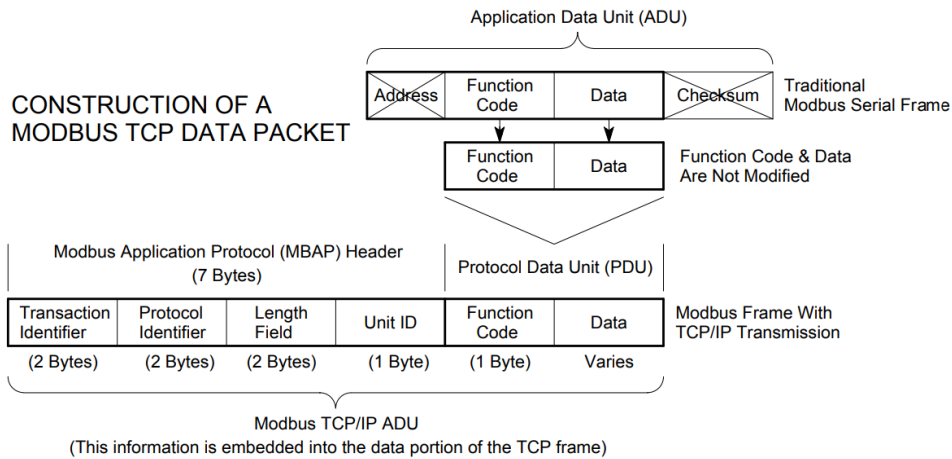 Application Data Unit (ADU)
CONSTRUCTION OF A
MODBUS TCP DATA PACKET
Address
Function
Code
Data
Checksum
Traditional
Modbus Serial Frame
Function
Code
Data
Function Code & Data
Are Not Modified
Modbus Application Protocol (MBAP) Header
(7 Bytes)
Protocol Data Unit (PDU)
Transaction
Identifier
Protocol
Identifier
Length
Field
Unit ID
Function
Code
Data
Modbus Frame With
TCP/IP Transmission
(2 Bytes)
(2 Bytes)
(2 Bytes)
(1 Byte)
(1 Byte)
Varies
Modbus TCP/IP ADU
(This information is embedded into the data portion of the TCP frame)